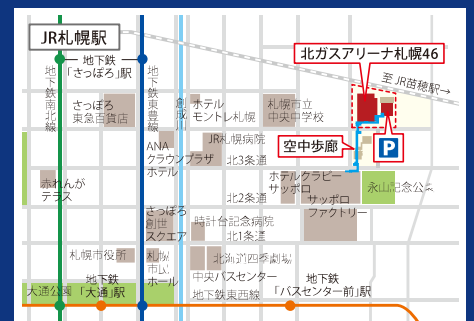 JR札幌駅
北ガスアリーナ札幌46
地下鉄
「さっぽろ」駅
至 JR苗穂駅→
地下鉄南北線
地下鉄東豊線
創成川
さっぽろ
東急百貨店
ホテル
モントレ札幌
札幌市立
中央中学校
ANA
クラウンプラザ
ホテル
JR札幌病院
北3条通
空中歩廊
P
赤れんが
テラス
ホテルクラビー
サッポロ
永山記念公園
北2条通
サッポロ
ファクトリー
さっぽろ
創世
スクエア
時計台記念病院
北1条通
札幌市役所
札幌
市民
ホール
北海道四季劇場
中央バスセンター
大通公園
地下鉄
「大通」駅
地下鉄東西線
地下鉄
「バスセンター前」駅